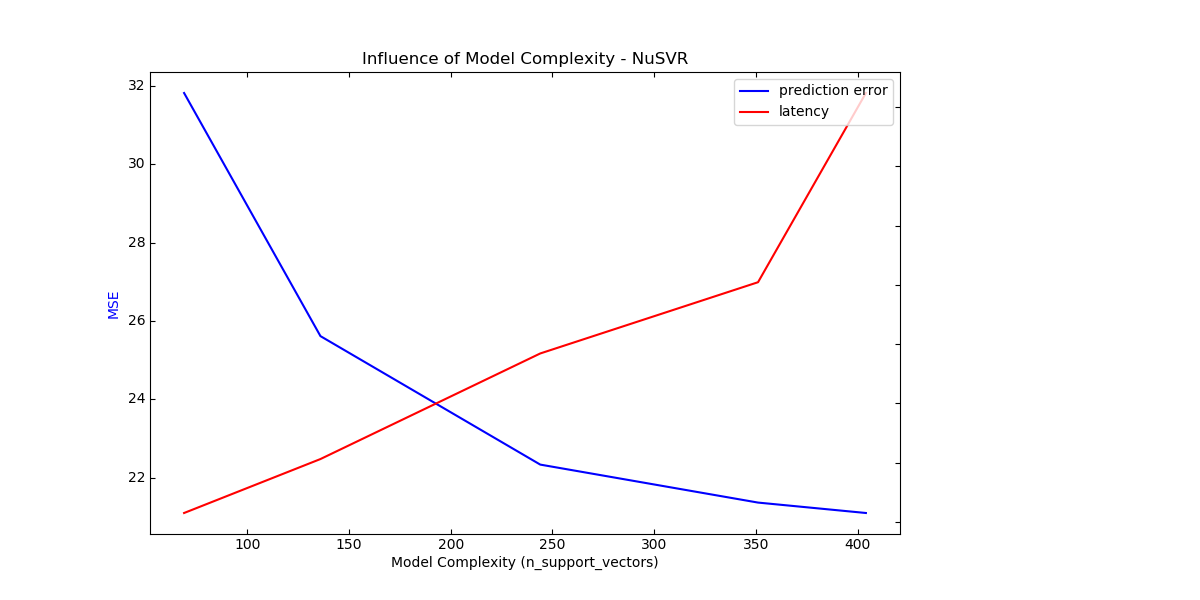 Influence of Model Complexity - NuSVR
prediction error
latency
32
30
28
26
24
22
MSE
100 150 200 250 300 350 400
Model Complexity (n_support_vectors)